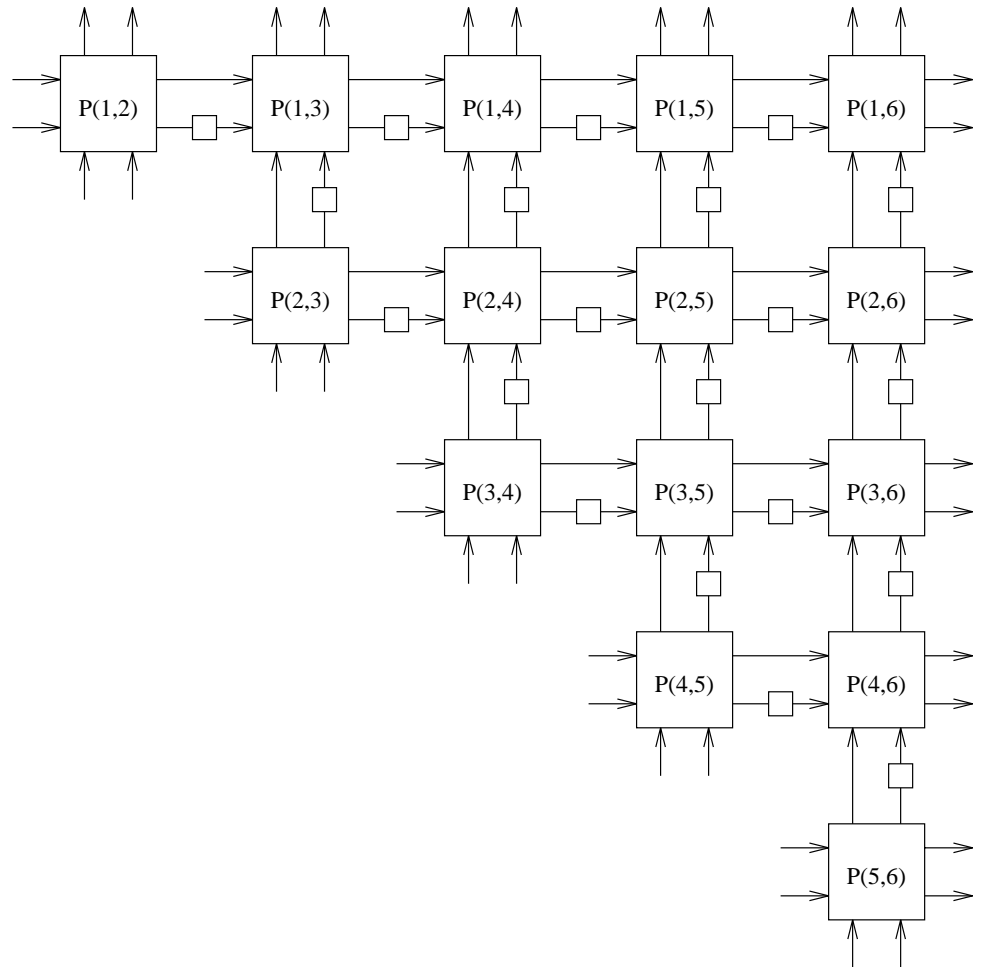 P(1,2) P(1,3) P(1,4) P(1,5) P(1,6)
P(2,3) P(2,4) P(2,5) P(2,6)
P(3,4) P(3,5) P(3,6)
P(4,5) P(4,6)
P(5,6)